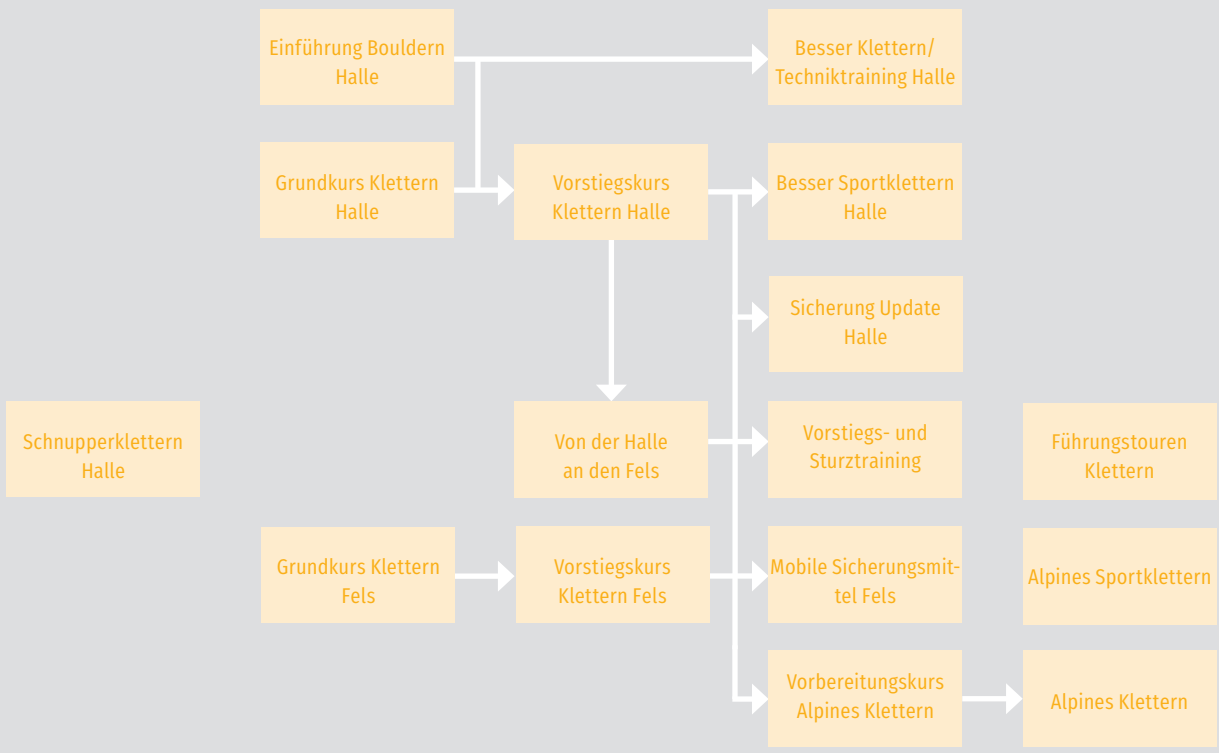 Einführung Bouldern
Halle
Besser Klettern/
Techniktraining Halle
Grundkurs Klettern
Halle
Vorstiegskurs
Klettern Halle
Besser Sportklettern
Halle
Sicherung Update
Halle
Schnupperklettern
Halle
Von der Halle
an den Fels
Vorstiegs- und
Sturztraining
Führungstouren
Klettern
Grundkurs Klettern
Fels
Vorstiegskurs
Klettern Fels
Mobile Sicherungsmit-
tel Fels
Alpines Sportklettern
Vorbereitungskurs
Alpines Klettern
Alpines Klettern